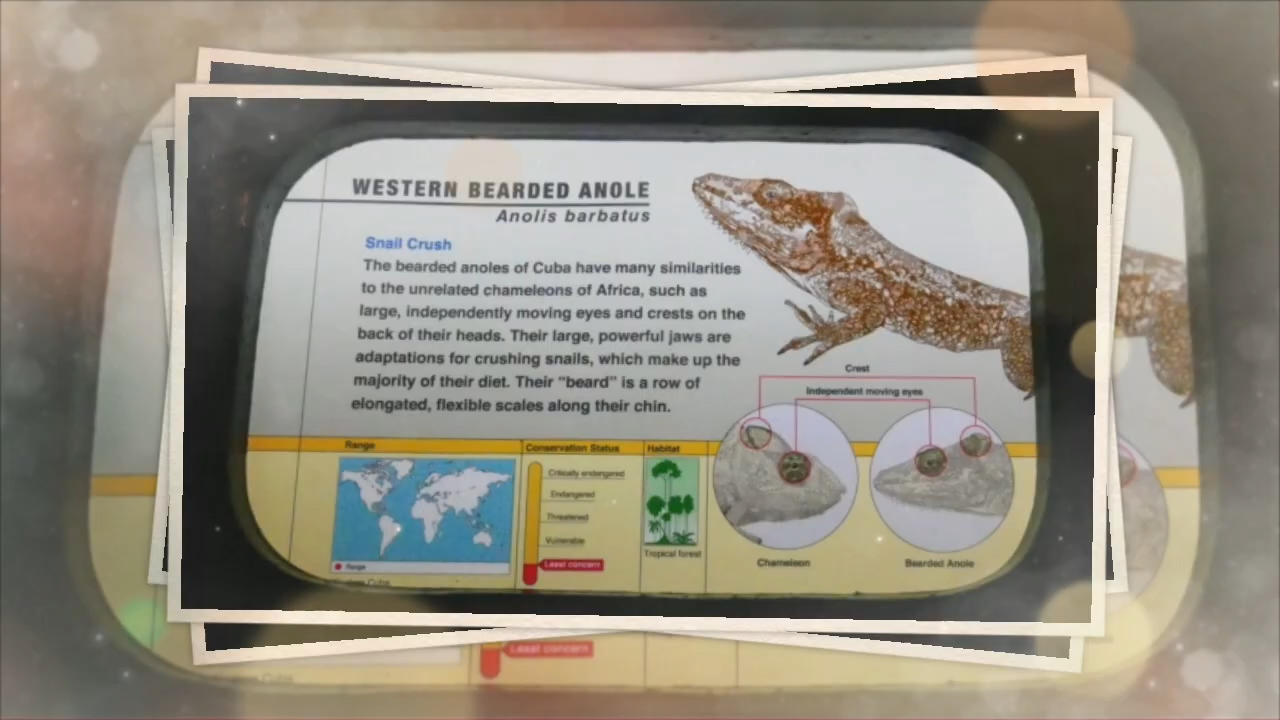 WESTERN BEARDED ANOLE
Anolis barbatus
Snail Crush
The bearded anoles of Cuba have many similarities
to the unrelated chameleons of Africa, such as
large, independently moving eyes and crests on the
back of their heads. Their large, powerful jaws are
adaptations for crushing snails, which make up the
majority of their diet. Their "beard" is a row of
elongated, flexible scales along their chin.
Crest
Independent moving eyes
Range
Conservation Status
Habitat
Critically endangered
Endangered
Threatened
Vulnerable
Least concern
Range
Tropical forest
Chameleon
Bearded Anole
Cuba
Least concern